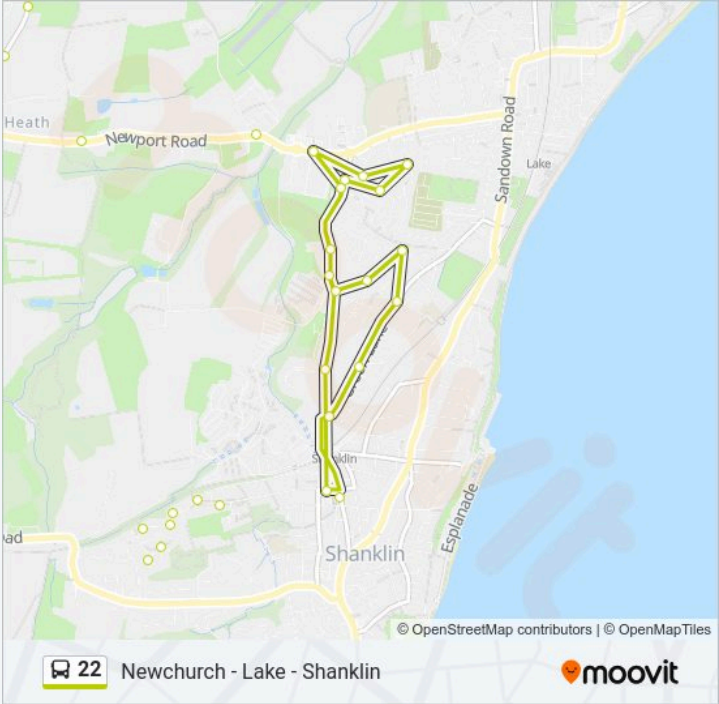 Heath
Newport Road
Sandown Road
Lake
Shanklin
oad
Shanklin
Esplanade
© OpenStreetMap contributors | © OpenMapTiles
22 Newchurch - Lake - Shanklin
moovit